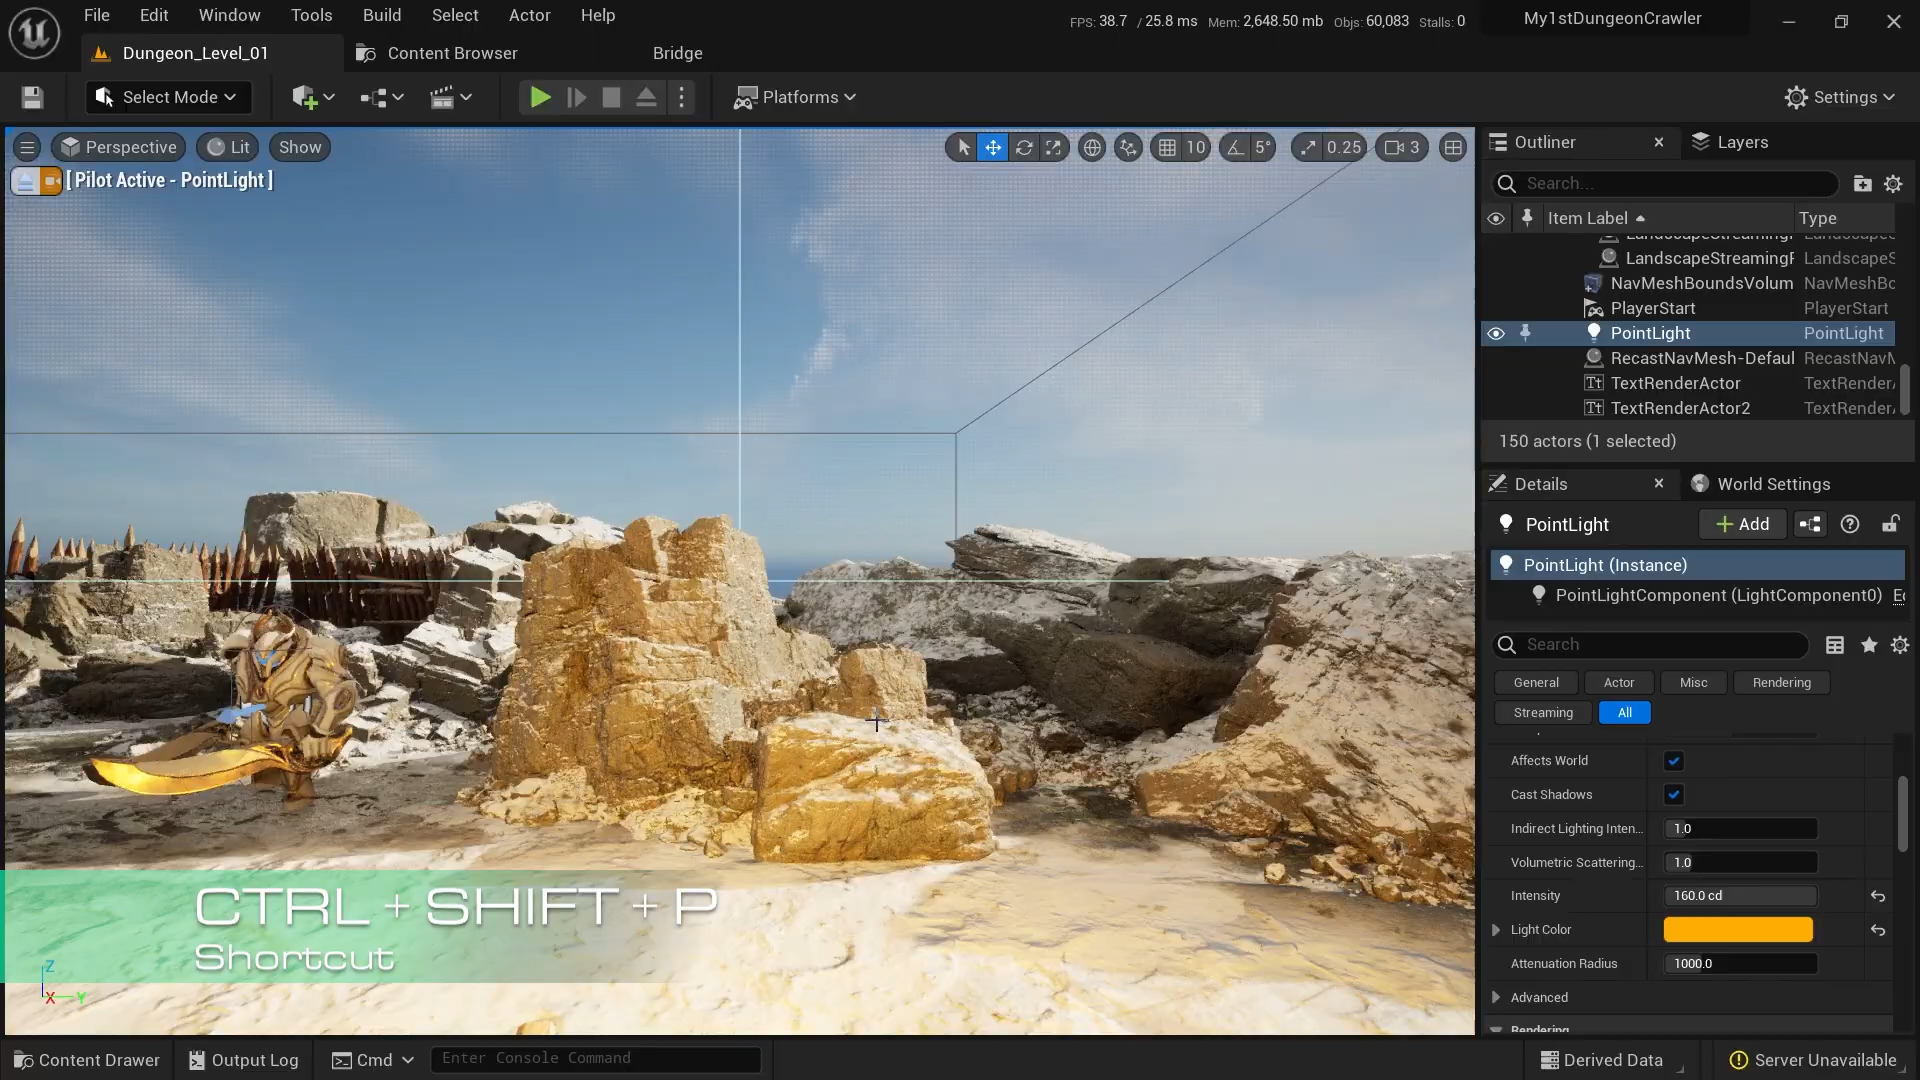 File Edit Window Tools Build Select Actor Help
FPS: 38.7 / 25.8 ms Mem: 2,648.50 mb Objs: 60,083 Stalls: 0
My1stDungeonCrawler
Dungeon_Level_01
Content Browser
Bridge
Select Mode
Platforms
Settings
Perspective
Lit
Show
10
5°
0.25
3
[ Pilot Active - PointLight ]
Outliner
Layers
Search...
Item Label
Type
LandscapeStreamingP LandscapeS
NavMeshBoundsVolum NavMeshBo
PlayerStart PlayerStart
PointLight PointLight
RecastNavMesh-Defaul RecastNavM
TextRenderActor TextRender
TextRenderActor2 TextRender
150 actors (1 selected)
Details
World Settings
PointLight
+ Add
PointLight (Instance)
PointLightComponent (LightComponent0)
Search
General
Actor
Misc
Rendering
Streaming
All
Affects World
Cast Shadows
Indirect Lighting Inten... 1.0
Volumetric Scattering... 1.0
Intensity 160.0 cd
Light Color
Attenuation Radius 1000.0
Advanced
Rendering
CTRL + SHIFT + P
Shortcut
Z
X
Y
Content Drawer
Output Log
Cmd
Enter Console Command
Derived Data
Server Unavailable